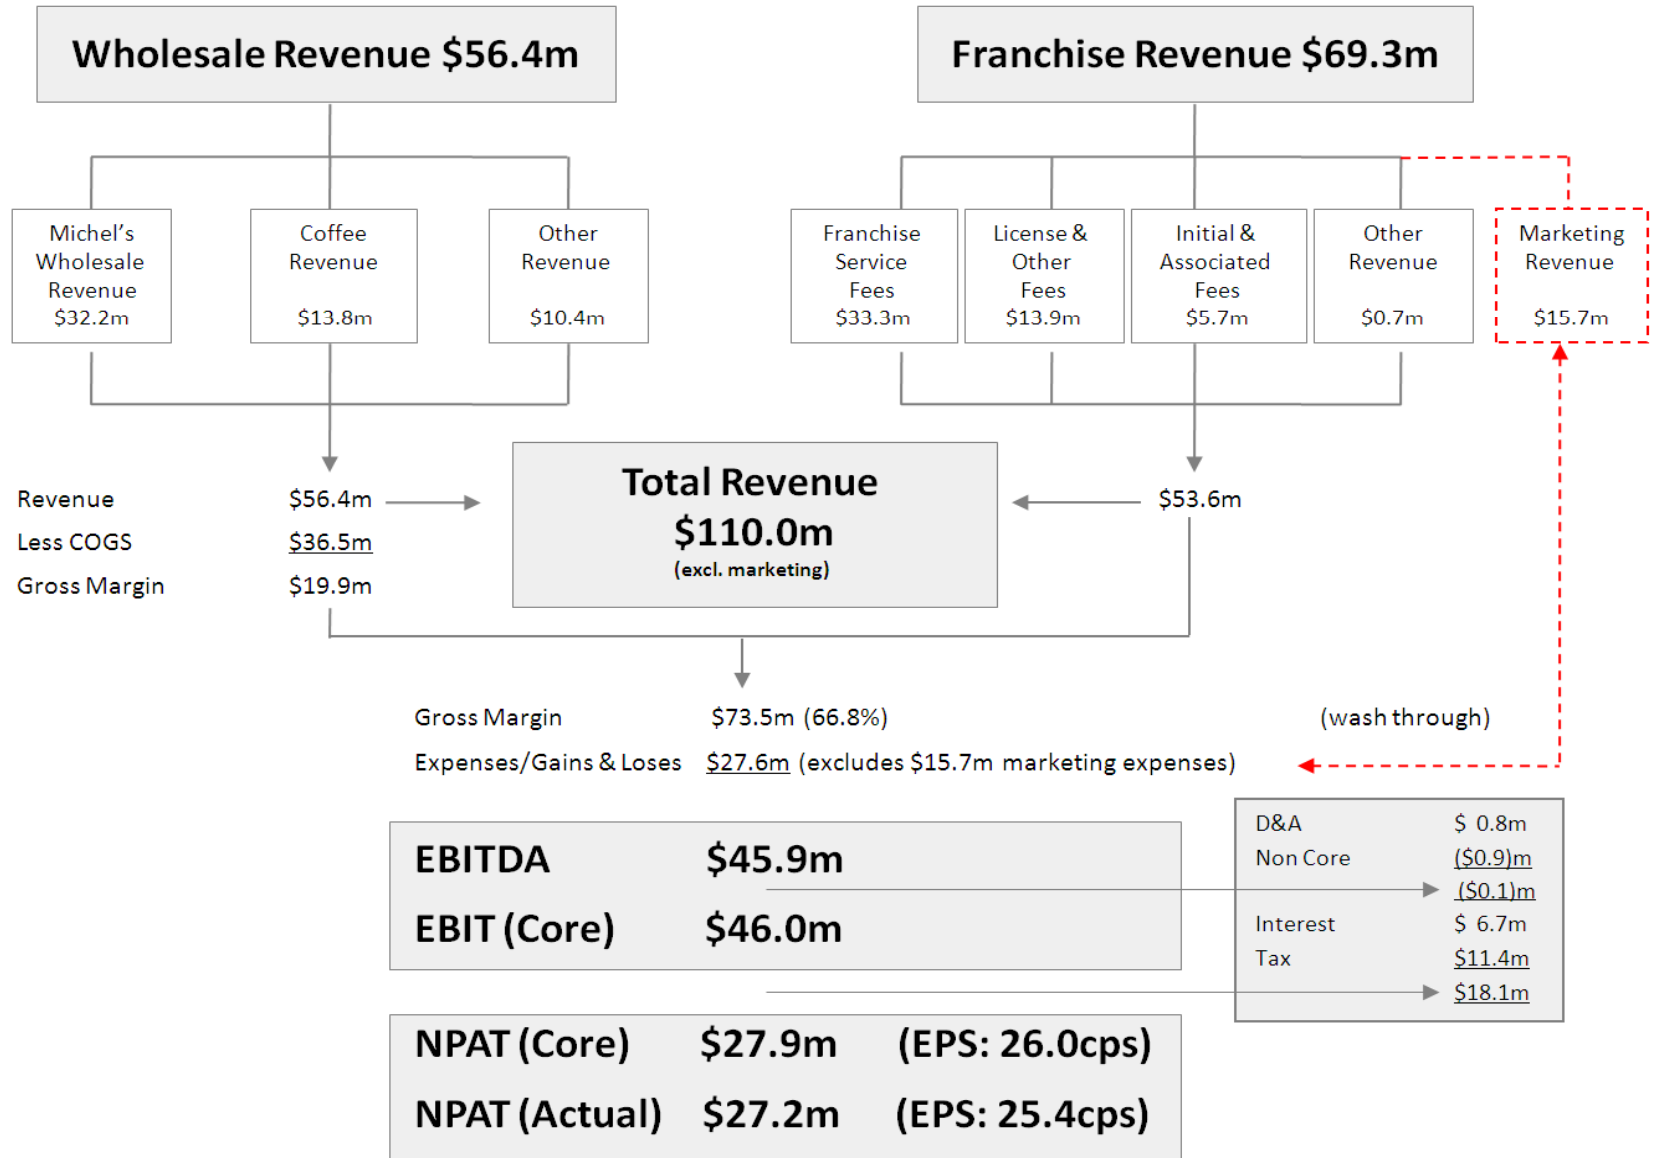 Wholesale Revenue $56.4m
Franchise Revenue $69.3m
Michel's
Wholesale
Revenue
$32.2m
Coffee
Revenue
$13.8m
Other
Revenue
$10.4m
Franchise
Service
Fees
$33.3m
License &
Other
Fees
$13.9m
Initial &
Associated
Fees
$5.7m
Other
Revenue
$0.7m
Marketing
Revenue
$15.7m
Revenue $56.4m
Less COGS $36.5m
Gross Margin $19.9m
Total Revenue
$110.0m
(excl. marketing)
$53.6m
Gross Margin $73.5m (66.8%) (wash through)
Expenses/Gains & Loses $27.6m (excludes $15.7m marketing expenses)
EBITDA $45.9m
EBIT (Core) $46.0m
D&A $ 0.8m
Non Core ($0.9)m
($0.1)m
Interest $ 6.7m
Tax $11.4m
$18.1m
NPAT (Core) $27.9m (EPS: 26.0cps)
NPAT (Actual) $27.2m (EPS: 25.4cps)